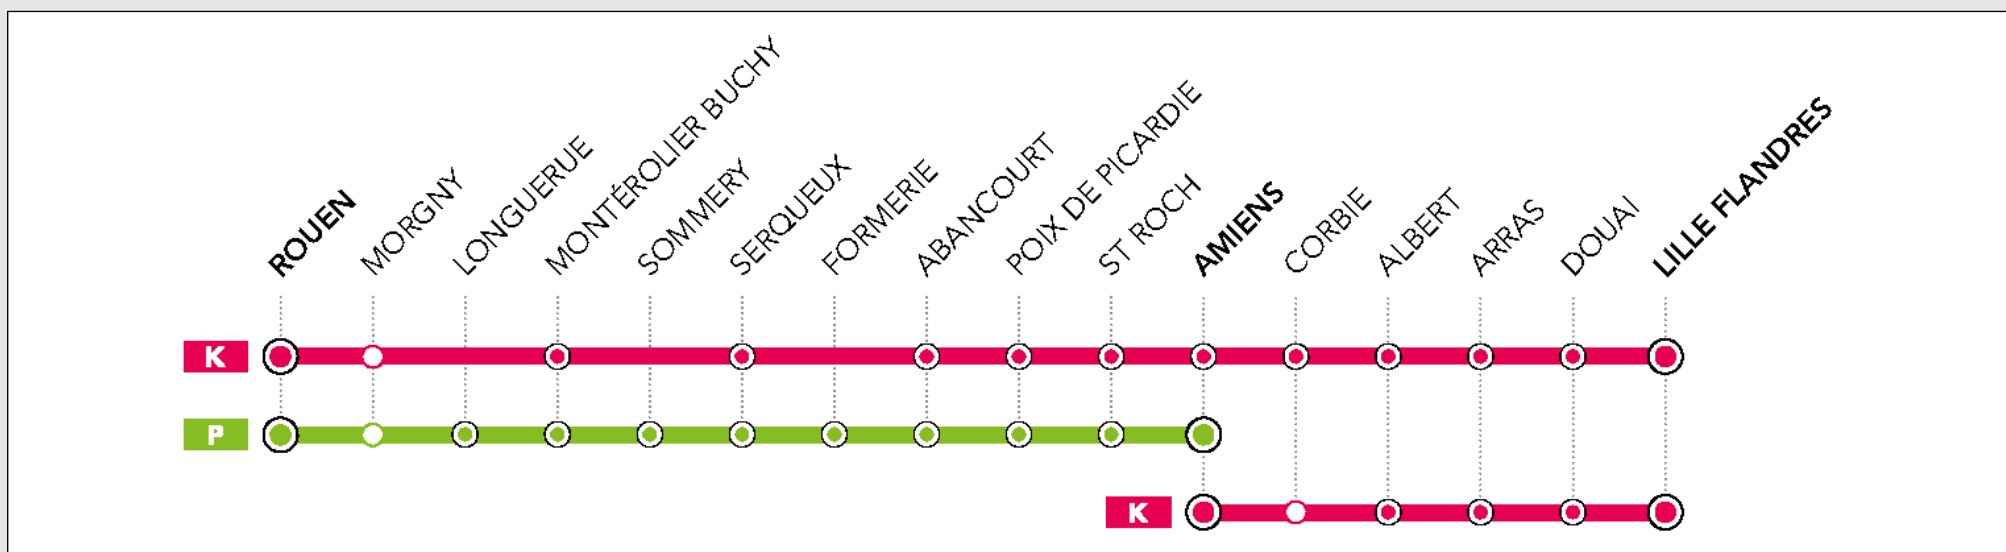 ROUEN
MORGNY
LONGUERUE
MONTÉROLIER BUCHY
SOMMERY
SERQUEUX
FORMERIE
ABANCOURT
POIX DE PICARDIE
ST ROCH
AMIENS
CORBIE
ALBERT
ARRAS
DOUAI
LILLE FLANDRES
K
P
K